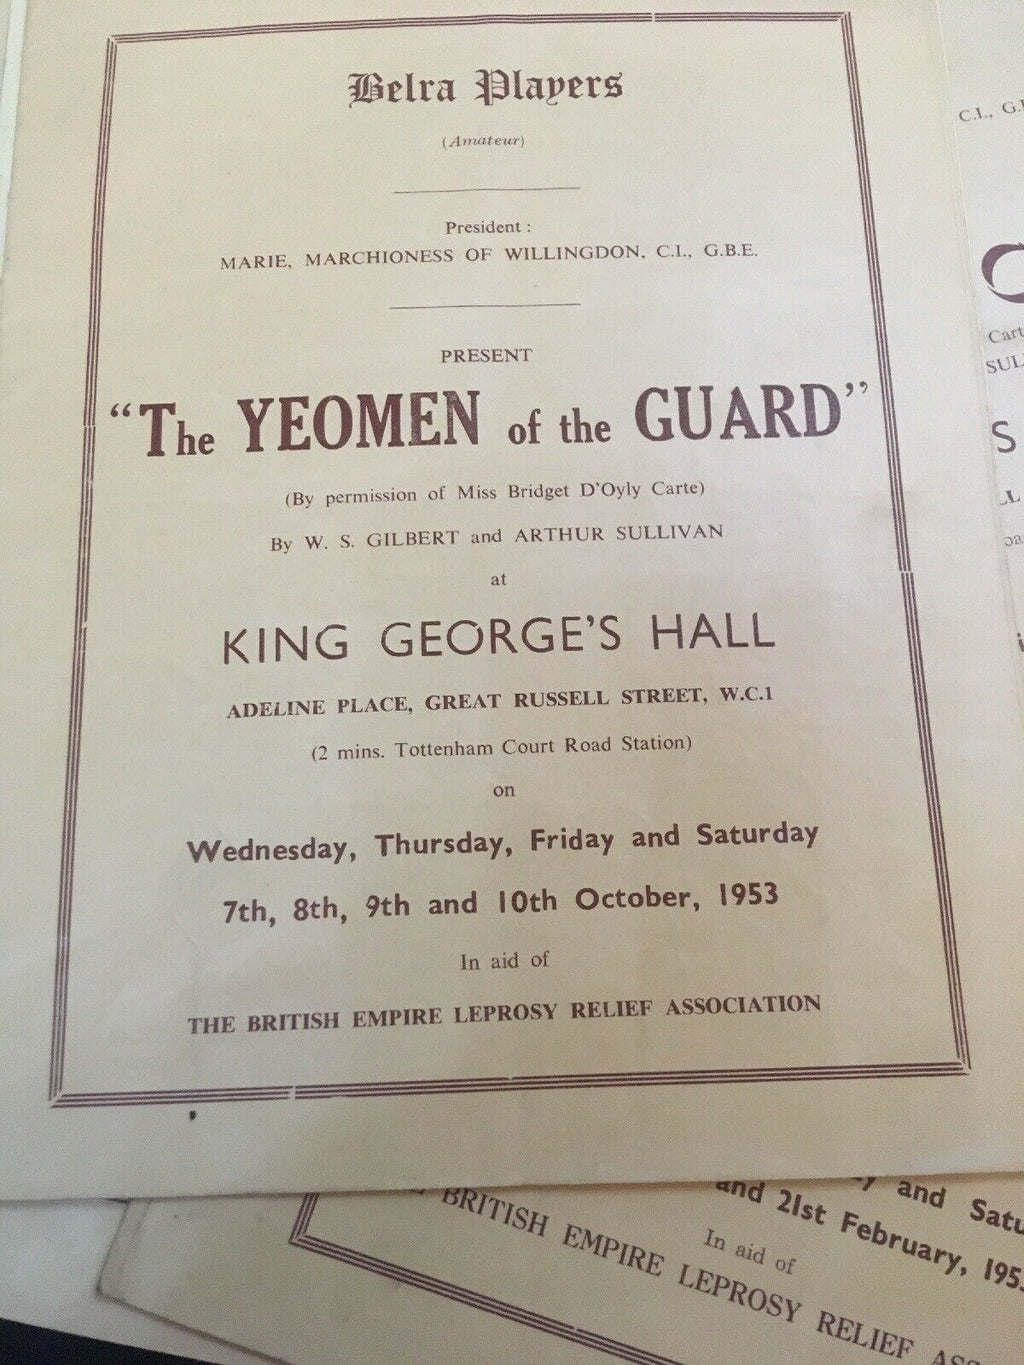 Belra Players
(Amateur)
President :
MARIE, MARCHIONESS OF WILLINGDON, C.I., G.B.E.
PRESENT
"The YEOMEN of the GUARD"
(By permission of Miss Bridget D'Oyly Carte)
By W. S. GILBERT and ARTHUR SULLIVAN
at
KING GEORGE'S HALL
ADELINE PLACE, GREAT RUSSELL STREET, W.C.1
(2 mins. Tottenham Court Road Station)
on
Wednesday, Thursday, Friday and Saturday
7th, 8th, 9th and 10th October, 1953
In aid of
THE BRITISH EMPIRE LEPROSY RELIEF ASSOCIATION
and
and 21st February,
In aid of
BRITISH EMPIRE LEPROSY RELIEF
C.I.,